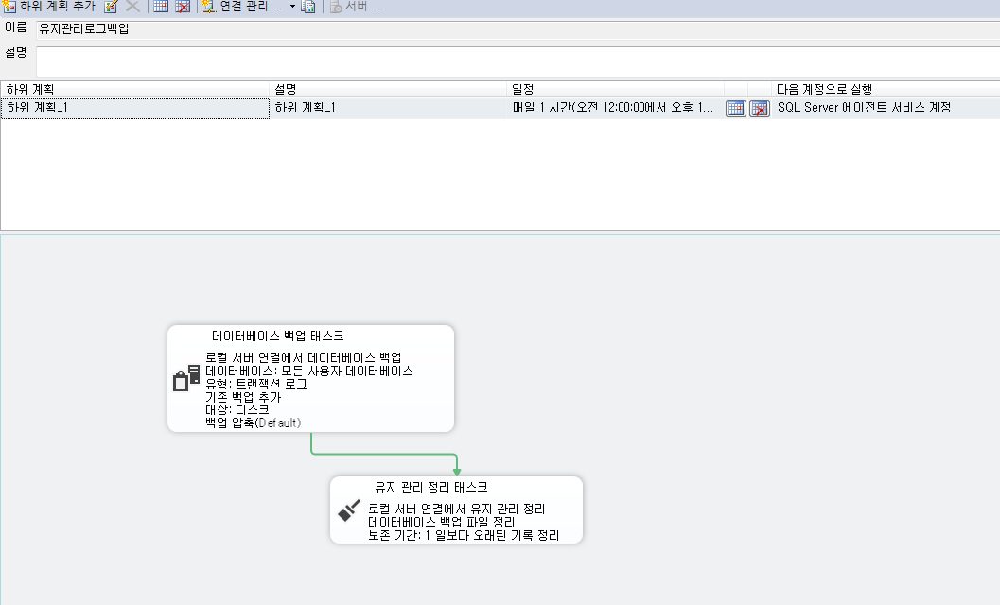 하위 계획 추가 연결 관리 ... 서버 ...
이름 유지관리로그백업
설명
하위 계획 설명 일정 다음 계정으로 실행
하위 계획_1 하위 계획_1 매일 1 시간(오전 12:00:00에서 오후 1... SQL Server 에이전트 서비스 계정
데이터베이스 백업 태스크
로컬 서버 연결에서 데이터베이스 백업
데이터베이스: 모든 사용자 데이터베이스
유형: 트랜잭션 로그
기존 백업 추가
대상: 디스크
백업 압축(Default)
유지 관리 정리 태스크
로컬 서버 연결에서 유지 관리 정리
데이터베이스 백업 파일 정리
보존 기간: 1 일보다 오래된 기록 정리